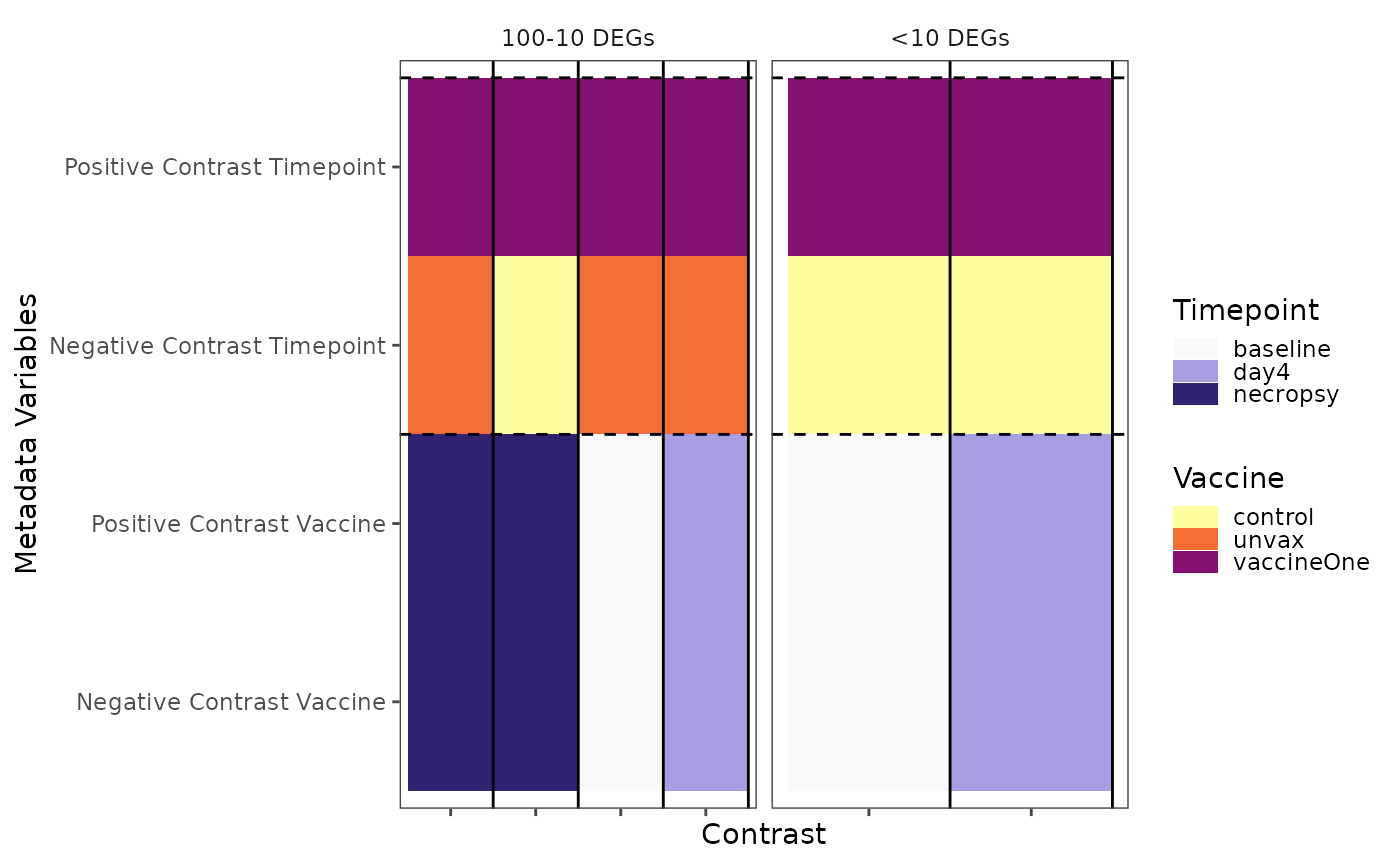 100-10 DEGs
<10 DEGs
Metadata Variables
Positive Contrast Timepoint
Negative Contrast Timepoint
Positive Contrast Vaccine
Negative Contrast Vaccine
Contrast
Timepoint
baseline
day4
necropsy
Vaccine
control
unvax
vaccineOne